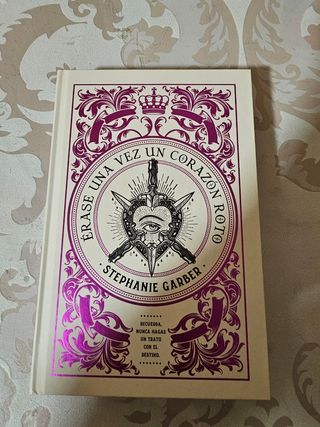 ÉRASE UNA VEZ UN CORAZÓN ROTO
· STEPHANIE GARBER ·
RECUERDA,
NUNCA HAGAS
UN TRATO
CON EL
DESTINO.